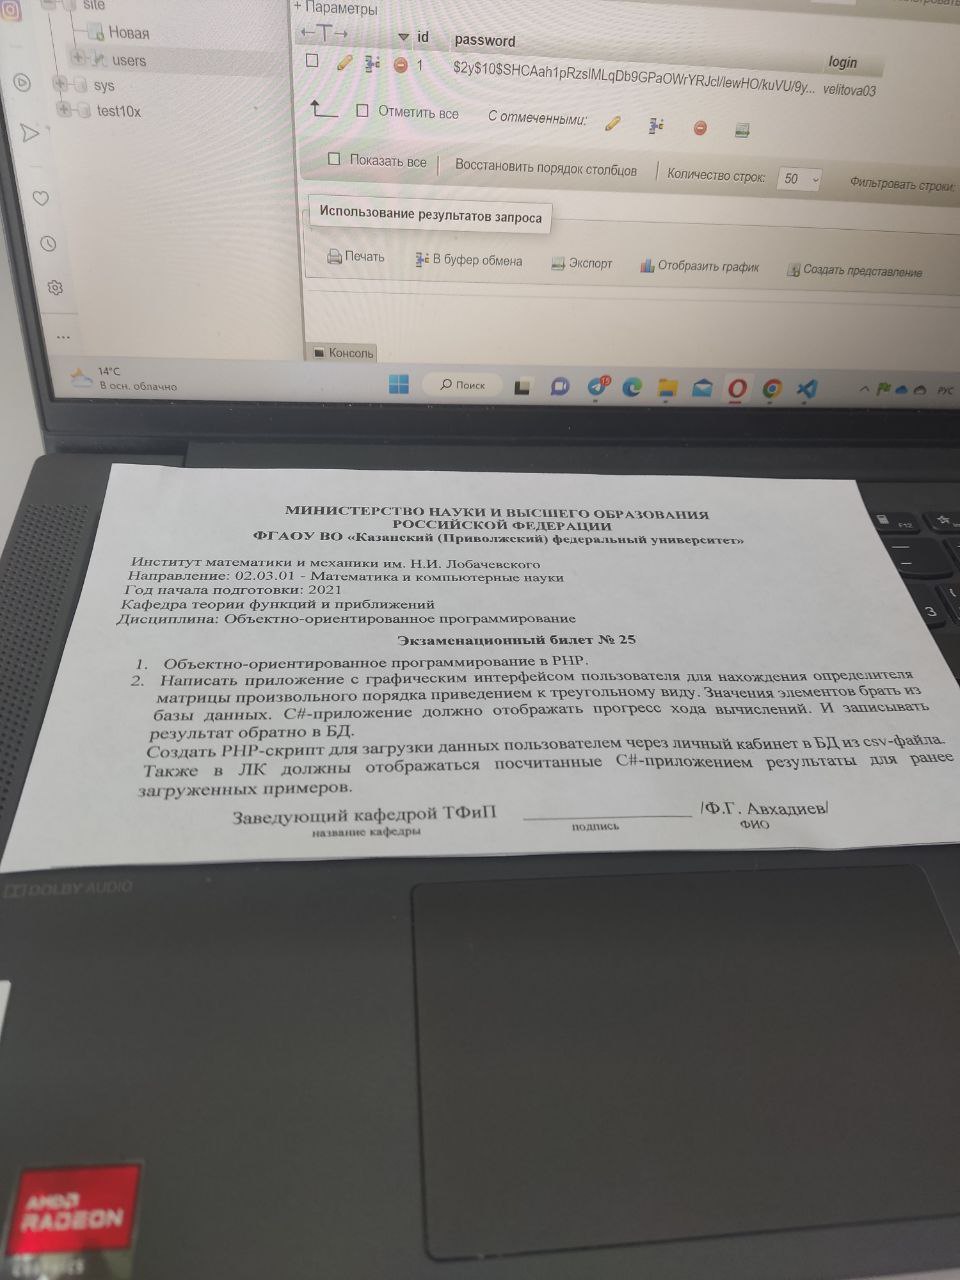 site
+ Параметры
Новая
←T→ id password login
users
1 $2y$10$SHCAah1pRzslMLqDb9GPaOWrYRJcl/lewHO/kuVU/9y... velitova03
sys
test10x
Отметить все С отмеченными:
Показать все Восстановить порядок столбцов Количество строк: 50 Фильтровать строки:
Использование результатов запроса
Печать В буфер обмена Экспорт Отобразить график Создать представление
Консоль
14°C
В осн. облачно
Поиск
РУС
F12
3
МИНИСТЕРСТВО НАУКИ И ВЫСШЕГО ОБРАЗОВАНИЯ
РОССИЙСКОЙ ФЕДЕРАЦИИ
ФГАОУ ВО «Казанский (Приволжский) федеральный университет»
Институт математики и механики им. Н.И. Лобачевского
Направление: 02.03.01 - Математика и компьютерные науки
Год начала подготовки: 2021
Кафедра теории функций и приближений
Дисциплина: Объектно-ориентированное программирование
Экзаменационный билет № 25
1. Объектно-ориентированное программирование в PHP.
2. Написать приложение с графическим интерфейсом пользователя для нахождения определителя
матрицы произвольного порядка приведением к треугольному виду. Значения элементов брать из
базы данных. C#-приложение должно отображать прогресс хода вычислений. И записывать
результат обратно в БД.
Создать PHP-скрипт для загрузки данных пользователем через личный кабинет в БД из csv-файла.
Также в ЛК должны отображаться посчитанные C#-приложением результаты для ранее
загруженных примеров.
Заведующий кафедрой ТФиП /Ф.Г. Авхадиев/
название кафедры подпись ФИО
DOLBY AUDIO
AMD
RADEON